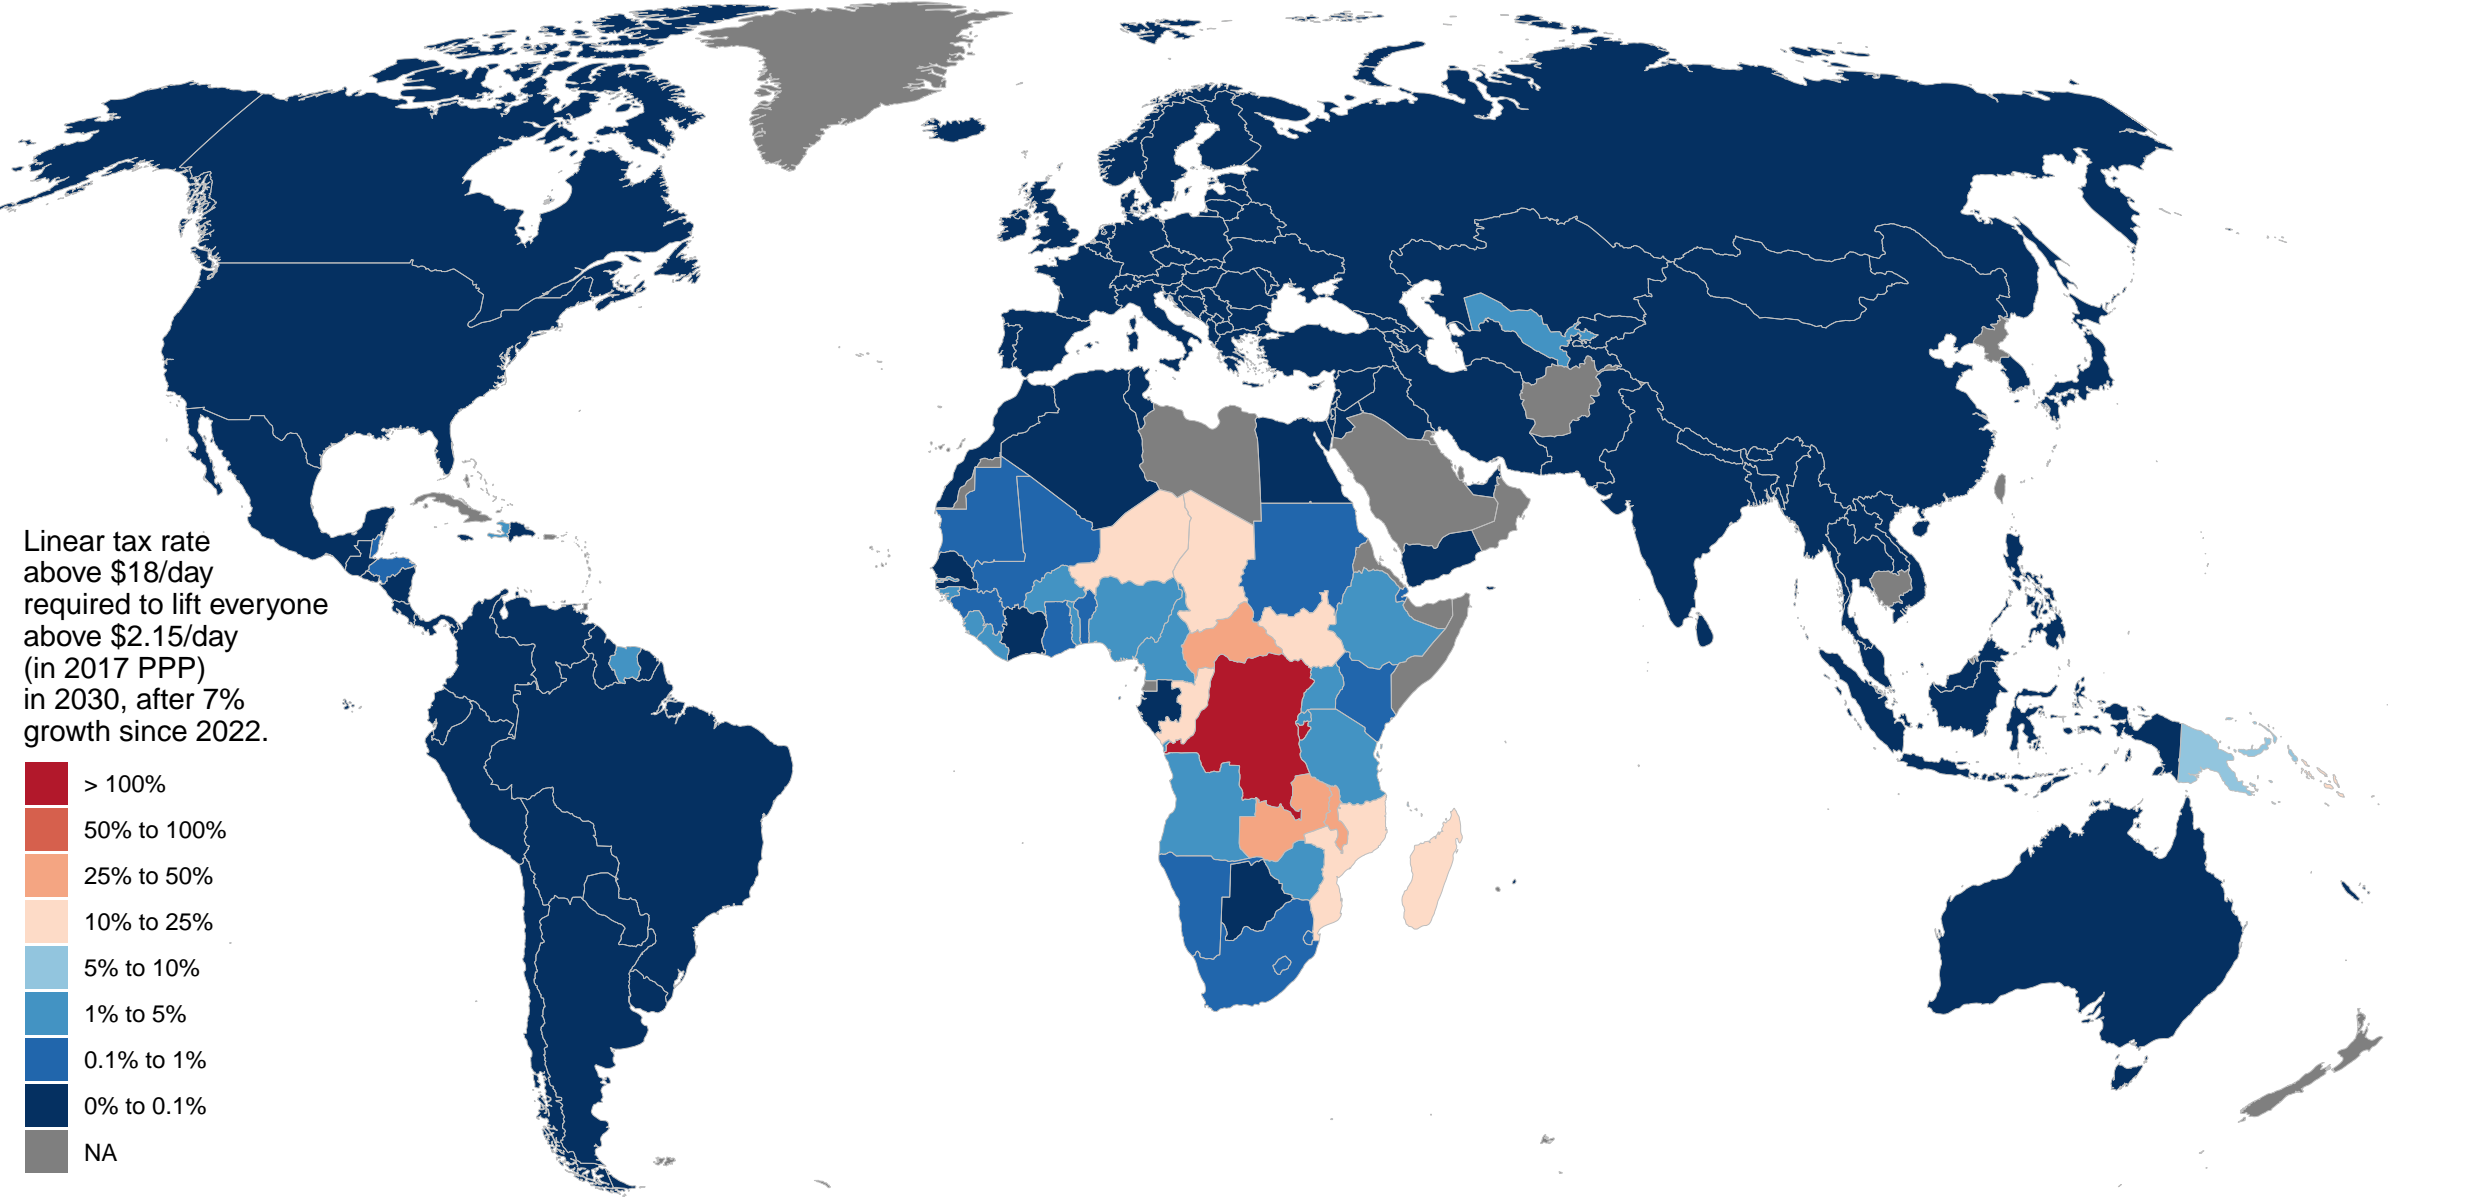 Linear tax rate
above $18/day
required to lift everyone
above $2.15/day
(in 2017 PPP)
in 2030, after 7%
growth since 2022.
> 100%
50% to 100%
25% to 50%
10% to 25%
5% to 10%
1% to 5%
0.1% to 1%
0% to 0.1%
NA